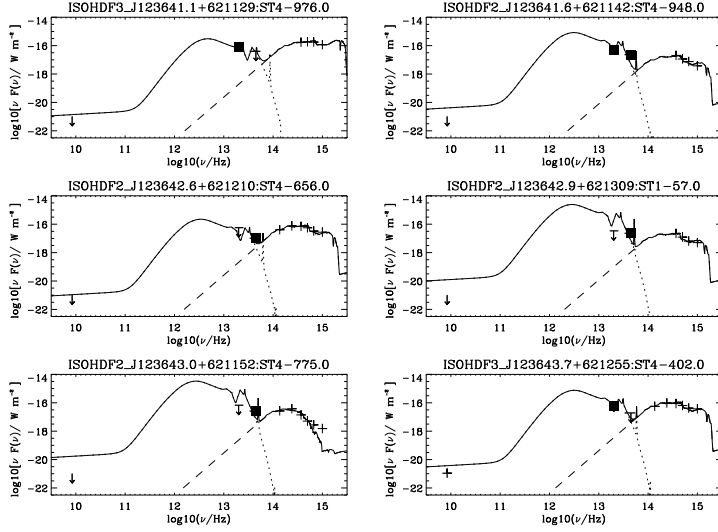 ISOHDF3_J123641.1+621129:ST4-976.0
ISOHDF2_J123641.6+621142:ST4-948.0
log10[ν F(ν)/ W m⁻²]
-14
-16
-18
-20
-22
10 11 12 13 14 15
log10(ν/Hz)
log10[ν F(ν)/ W m⁻²]
-14
-16
-18
-20
-22
10 11 12 13 14 15
log10(ν/Hz)
ISOHDF2_J123642.6+621210:ST4-656.0
ISOHDF2_J123642.9+621309:ST1-57.0
log10[ν F(ν)/ W m⁻²]
-14
-16
-18
-20
-22
10 11 12 13 14 15
log10(ν/Hz)
log10[ν F(ν)/ W m⁻²]
-14
-16
-18
-20
-22
10 11 12 13 14 15
log10(ν/Hz)
ISOHDF2_J123643.0+621152:ST4-775.0
ISOHDF3_J123643.7+621255:ST4-402.0
log10[ν F(ν)/ W m⁻²]
-14
-16
-18
-20
-22
10 11 12 13 14 15
log10(ν/Hz)
log10[ν F(ν)/ W m⁻²]
-14
-16
-18
-20
-22
10 11 12 13 14 15
log10(ν/Hz)